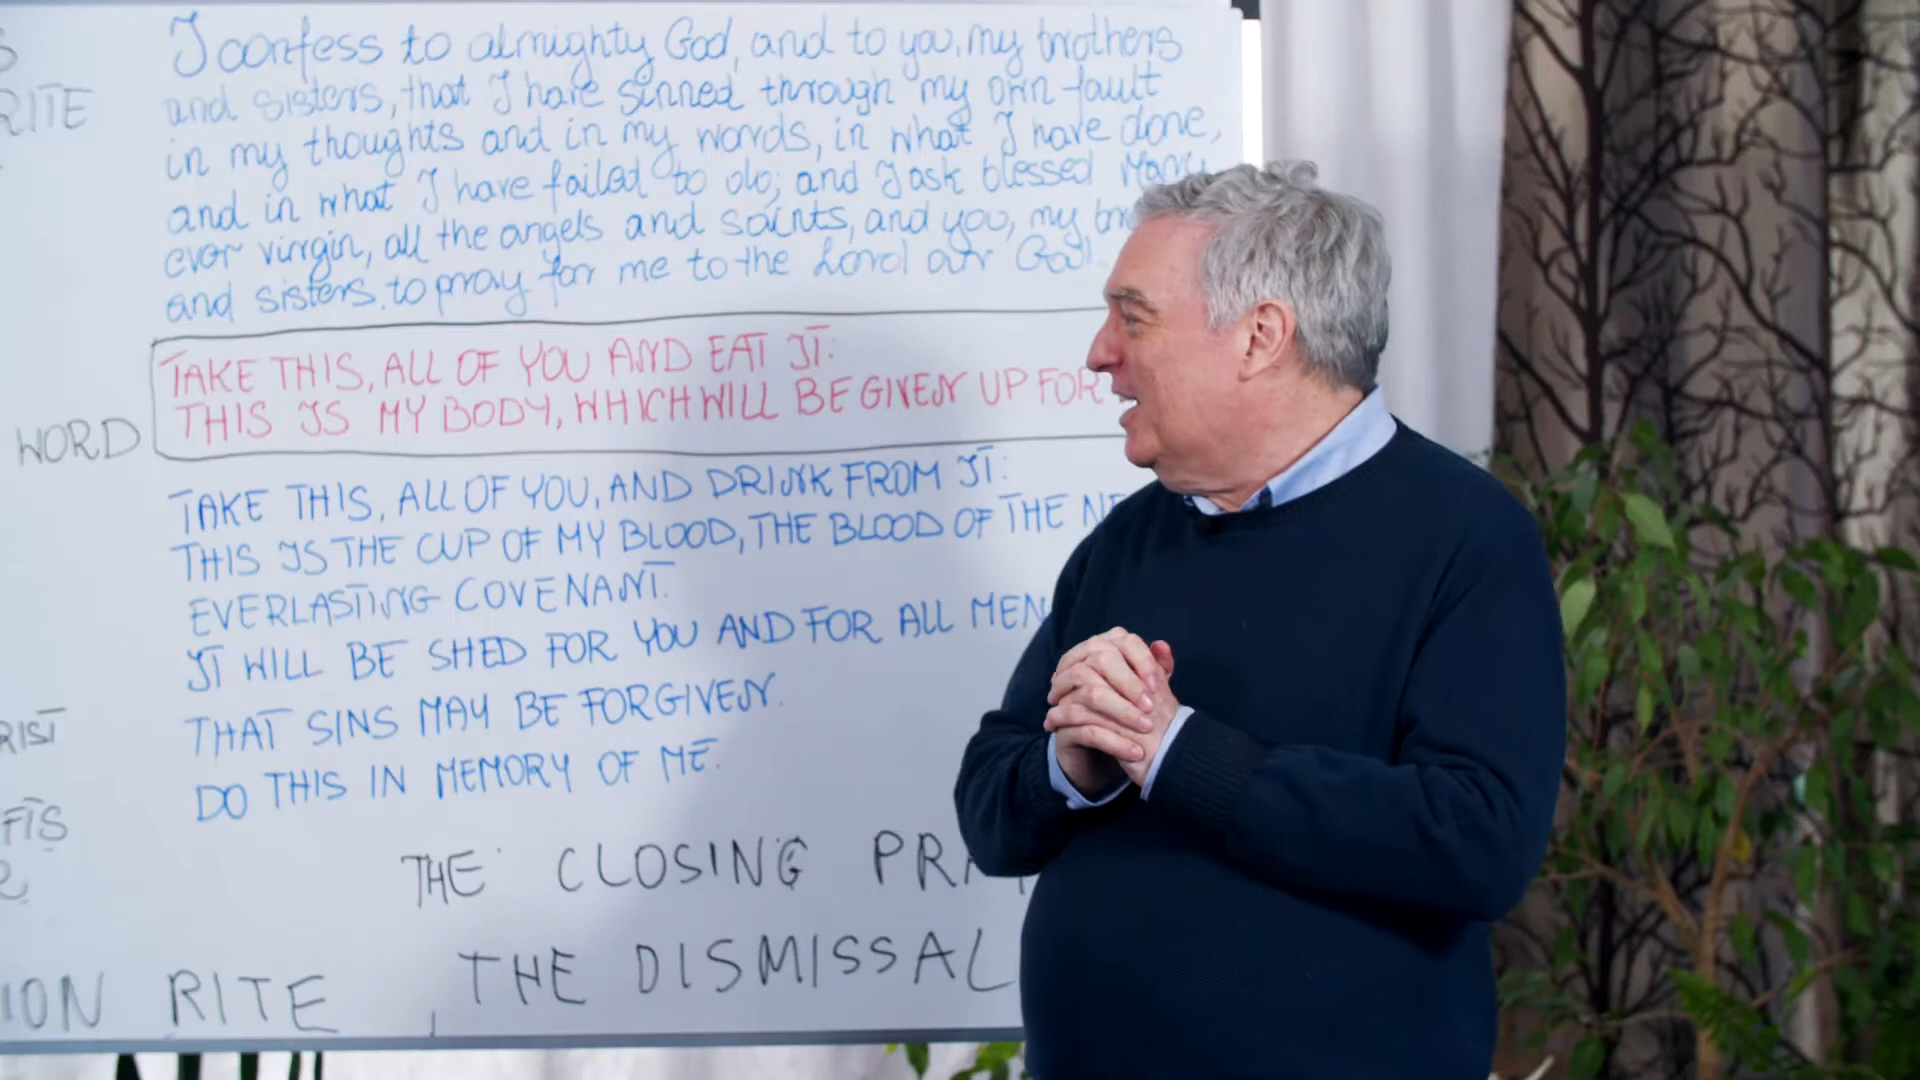 S
RITE
I confess to almighty God, and to you, my brothers
and sisters, that I have sinned through my own fault
in my thoughts and in my words, in what I have done,
and in what I have failed to do; and I ask blessed Mary
ever virgin, all the angels and saints, and you, my br
and sisters, to pray for me to the Lord our God.
TAKE THIS, ALL OF YOU AND EAT IT:
THIS IS MY BODY, WHICH WILL BE GIVEN UP FOR
WORD
TAKE THIS, ALL OF YOU, AND DRINK FROM IT:
THIS IS THE CUP OF MY BLOOD, THE BLOOD OF THE NE
EVERLASTING COVENANT.
IT WILL BE SHED FOR YOU AND FOR ALL MEN
THAT SINS MAY BE FORGIVEN.
DO THIS IN MEMORY OF ME.
RIST
FTS
THE CLOSING PRA
THE DISMISSAL
ION RITE